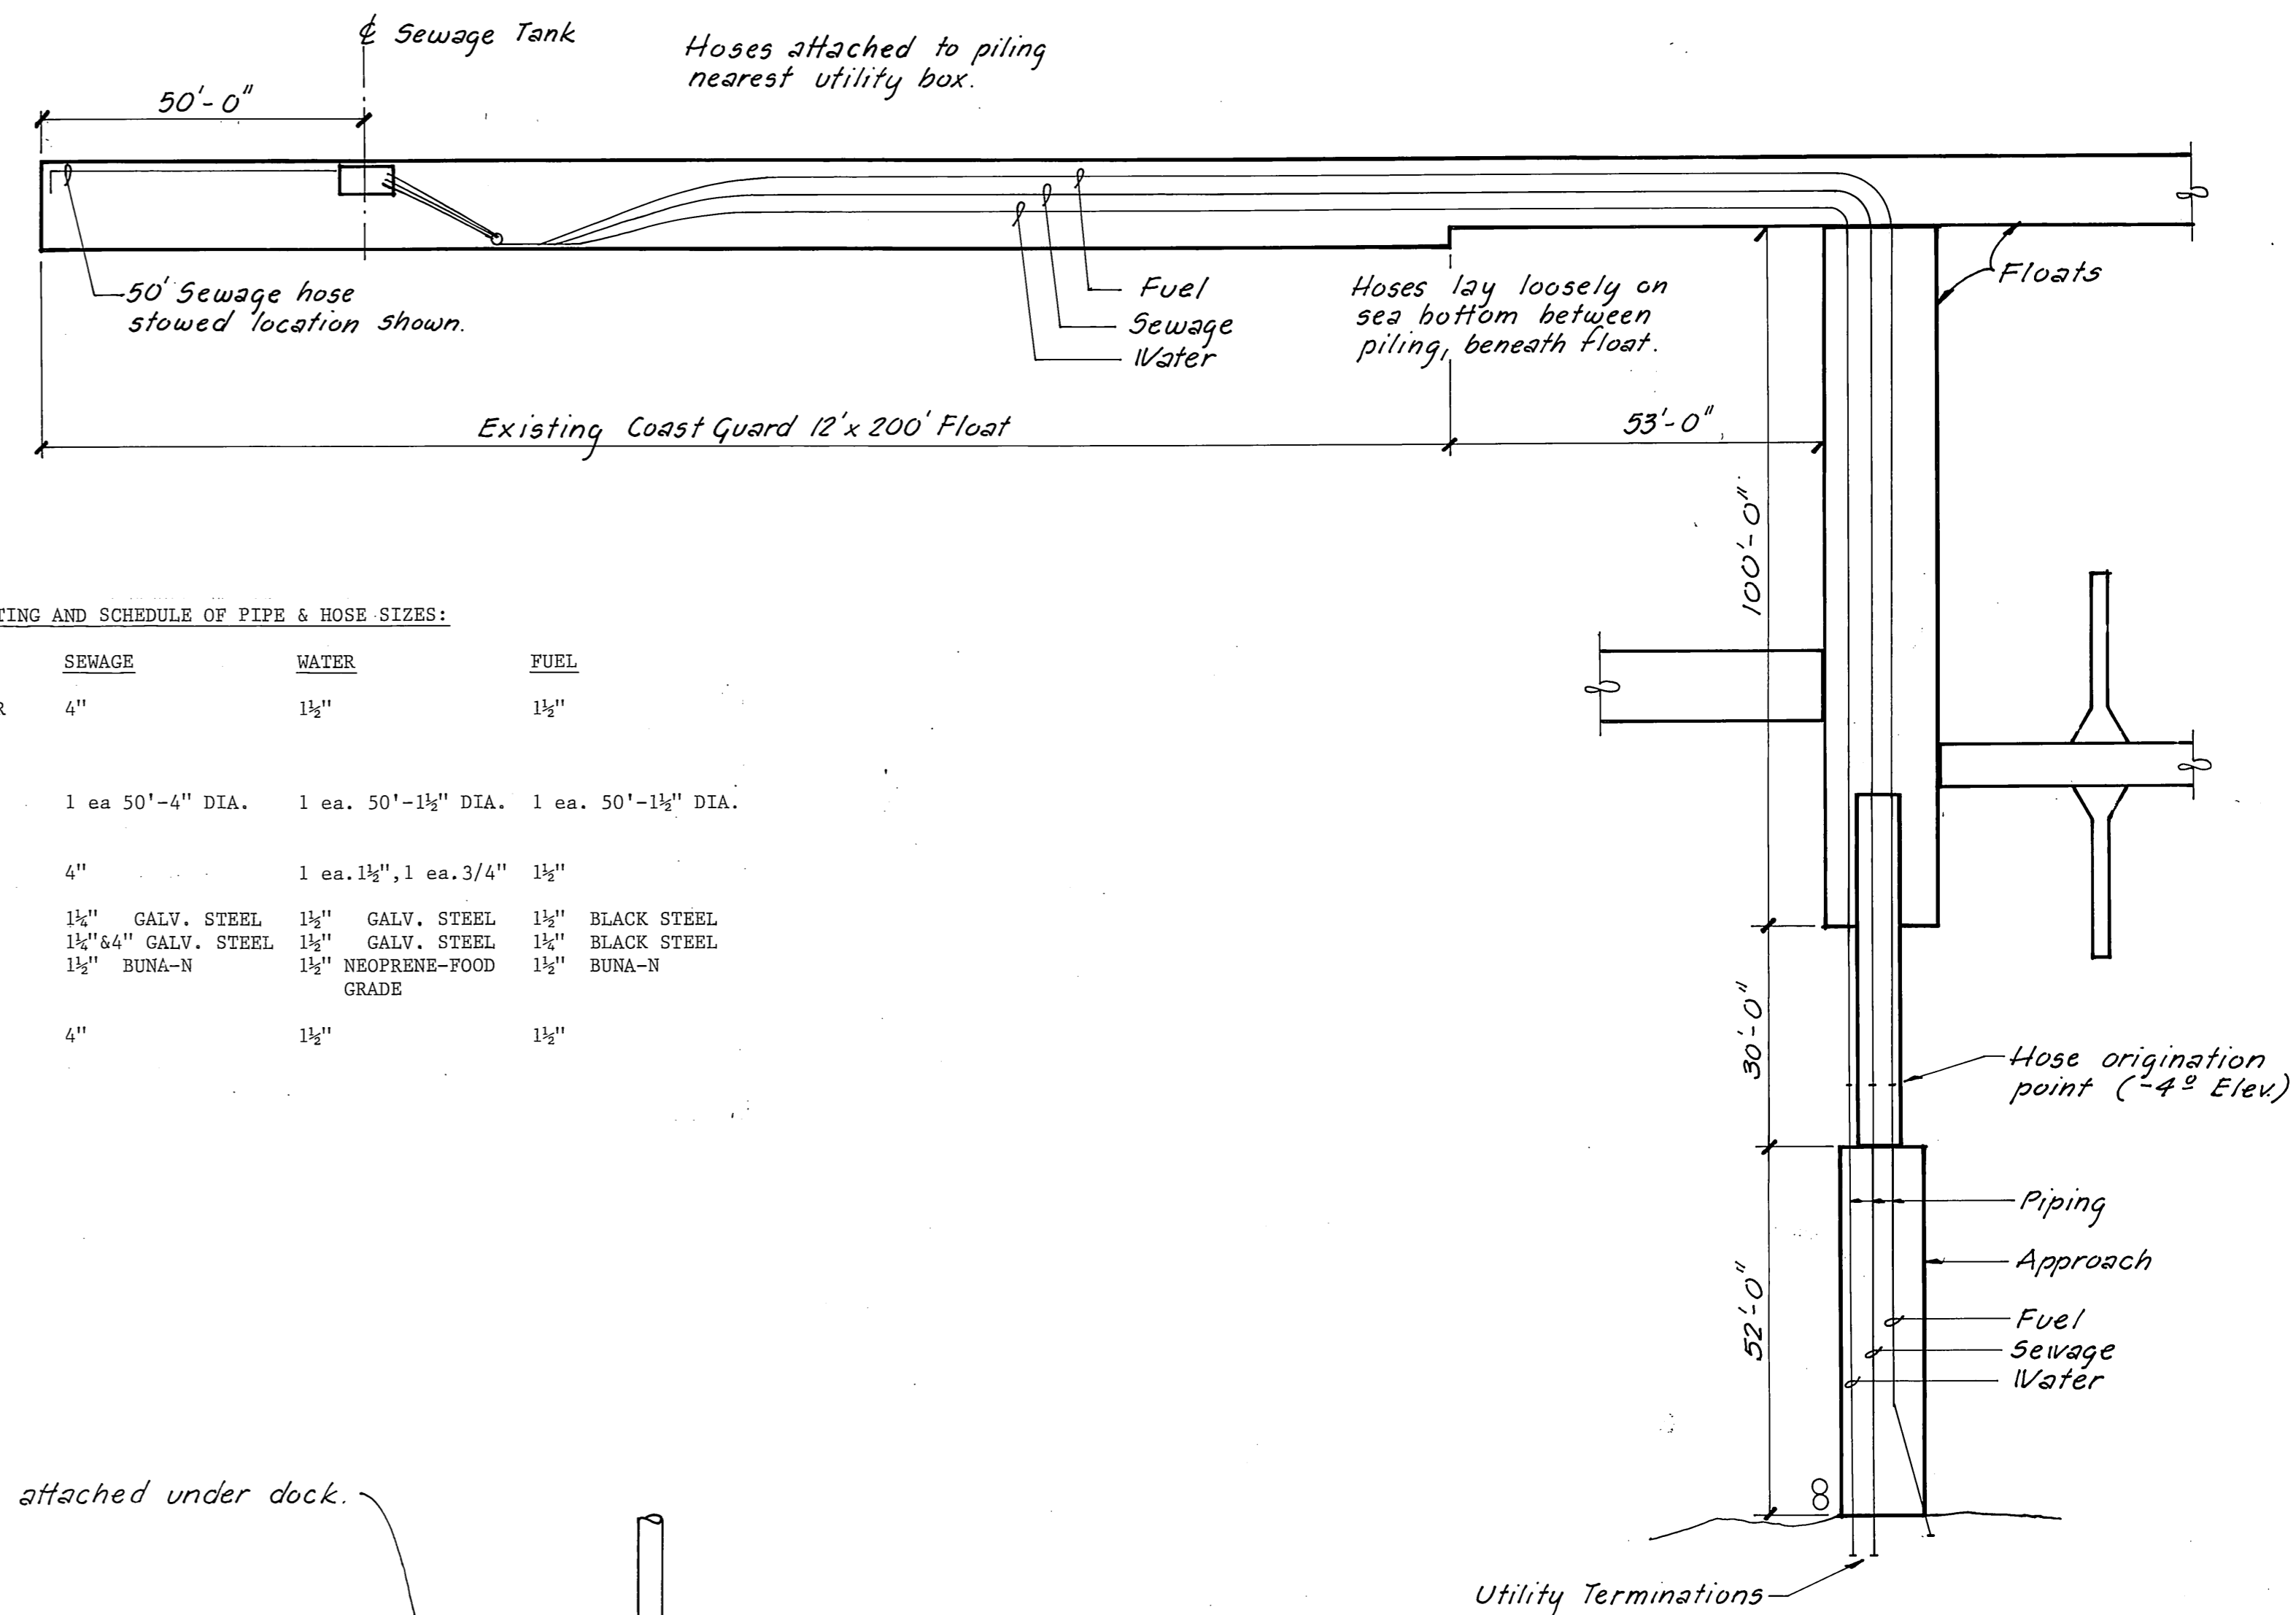 ℄ Sewage Tank
Hoses attached to piling
nearest utility box.
50'-0"
50' Sewage hose
stowed location shown.
Fuel
Sewage
Water
Hoses lay loosely on
sea bottom between
piling, beneath float.
Floats
Existing Coast Guard 12' x 200' Float
53'-0"
100'-0"
TING AND SCHEDULE OF PIPE & HOSE SIZES:
SEWAGE WATER FUEL
R 4" 1½" 1½"
1 ea 50'-4" DIA. 1 ea. 50'-1½" DIA. 1 ea. 50'-1½" DIA.
4" 1 ea.1½",1 ea.3/4" 1½"
1¼" GALV. STEEL 1½" GALV. STEEL 1½" BLACK STEEL
1¼"&4" GALV. STEEL 1½" GALV. STEEL 1¼" BLACK STEEL
1½" BUNA-N 1½" NEOPRENE-FOOD 1½" BUNA-N
GRADE
4" 1½" 1½"
30'-0"
Hose origination
point (-4º Elev.)
52'-0"
Piping
Approach
Fuel
Sewage
Water
attached under dock.
Utility Terminations